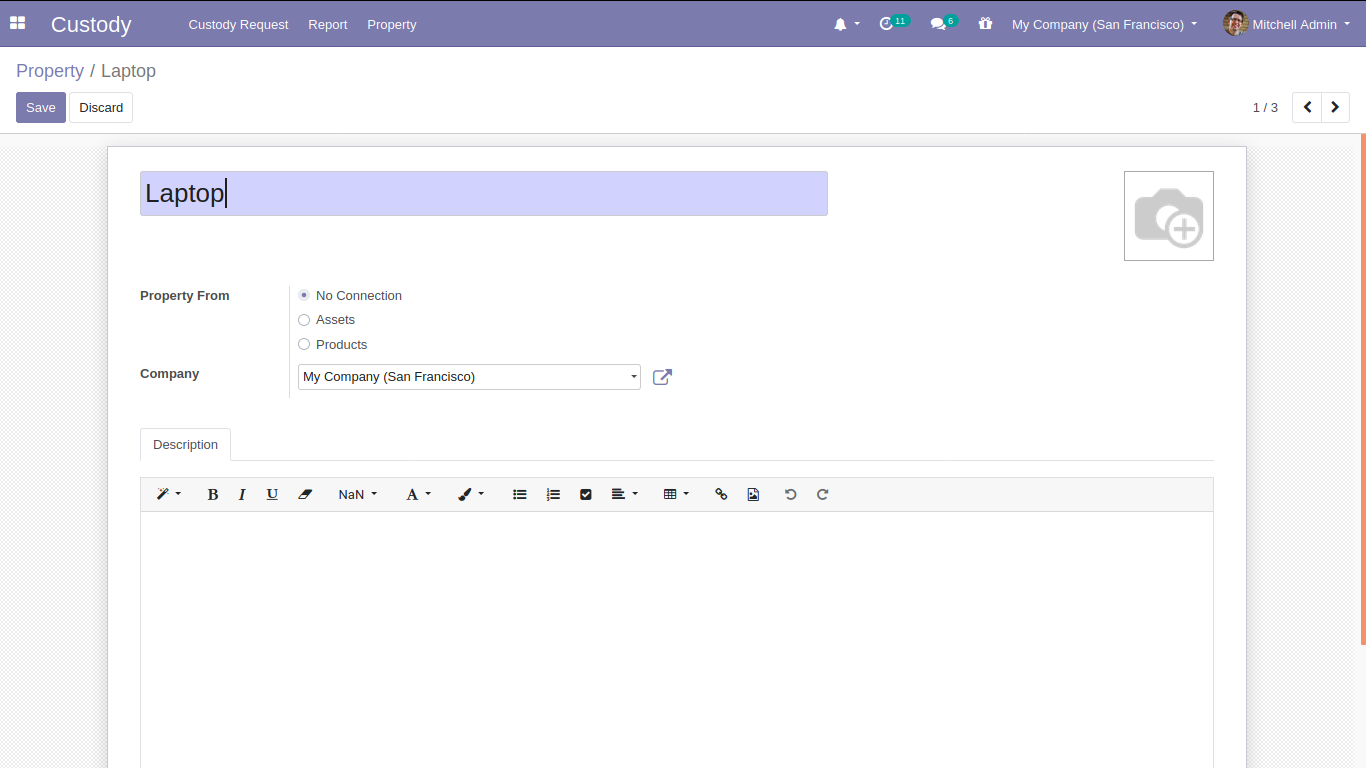 Custody Custody Request Report Property 11 6 My Company (San Francisco) Mitchell Admin
Property / Laptop
Save Discard 1 / 3
Laptop
Property From No Connection
Assets
Products
Company My Company (San Francisco)
Description
B I U NaN A